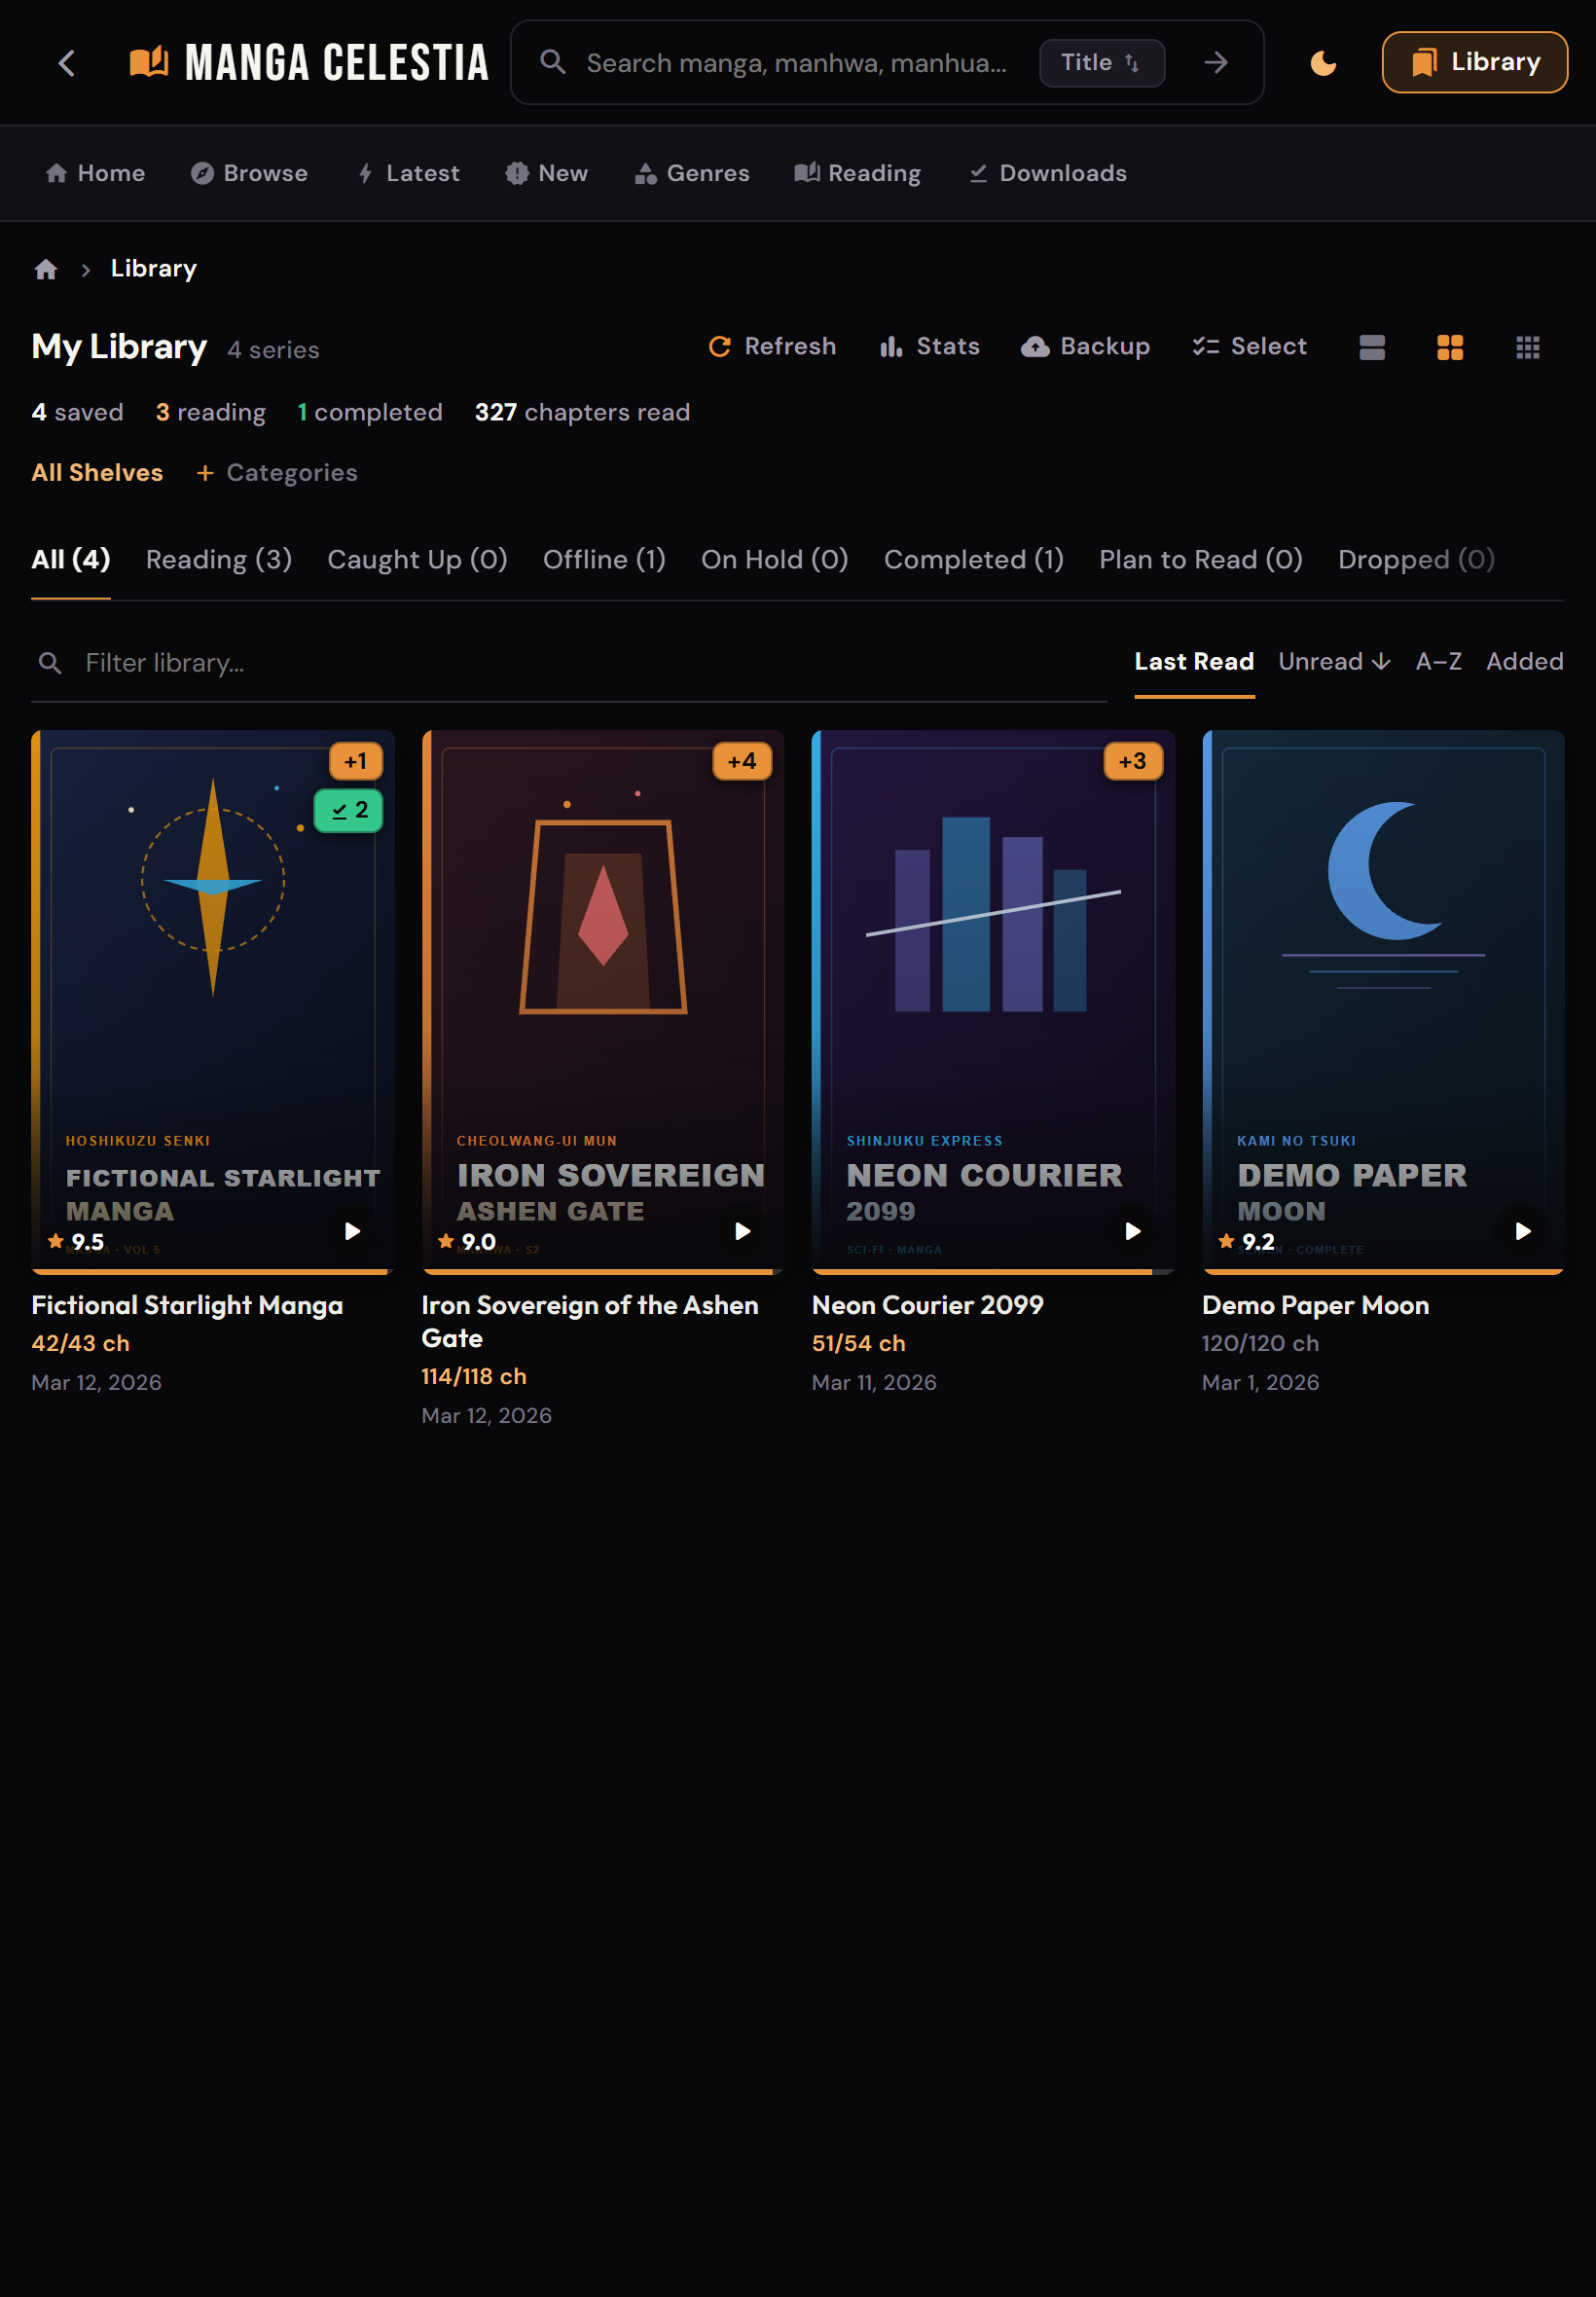 MANGA CELESTIA
Search manga, manhwa, manhua...
Title
Library
Home
Browse
Latest
New
Genres
Reading
Downloads
Library
My Library
4 series
Refresh
Stats
Backup
Select
4 saved
3 reading
1 completed
327 chapters read
All Shelves
+ Categories
All (4)
Reading (3)
Caught Up (0)
Offline (1)
On Hold (0)
Completed (1)
Plan to Read (0)
Dropped (0)
Filter library...
Last Read
Unread
A–Z
Added
+1
2
HOSHIKUZU SENKI
FICTIONAL STARLIGHT
MANGA
9.5
VOL 5
Fictional Starlight Manga
42/43 ch
Mar 12, 2026
+4
CHEOLWANG-UI MUN
IRON SOVEREIGN
ASHEN GATE
9.0
S2
Iron Sovereign of the Ashen
Gate
114/118 ch
Mar 12, 2026
+3
SHINJUKU EXPRESS
NEON COURIER
2099
SCI-FI · MANGA
Neon Courier 2099
51/54 ch
Mar 11, 2026
KAMI NO TSUKI
DEMO PAPER
MOON
9.2
COMPLETE
Demo Paper Moon
120/120 ch
Mar 1, 2026